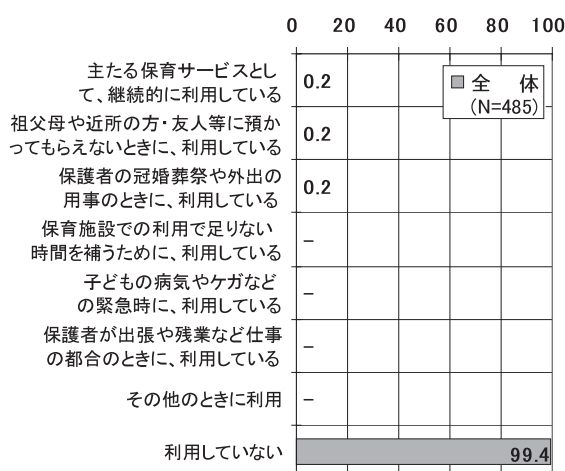 0 20 40 60 80 100
全 体
(N=485)
主たる保育サービスとし
て、継続的に利用している
0.2
祖父母や近所の方・友人等に預か
ってもらえないときに、利用している
0.2
保護者の冠婚葬祭や外出の
用事のときに、利用している
0.2
保育施設での利用で足りない
時間を補うために、利用している
–
子どもの病気やケガなど
の緊急時に、利用している
–
保護者が出張や残業など仕事
の都合のときに、利用している
–
その他のときに利用
–
利用していない
99.4